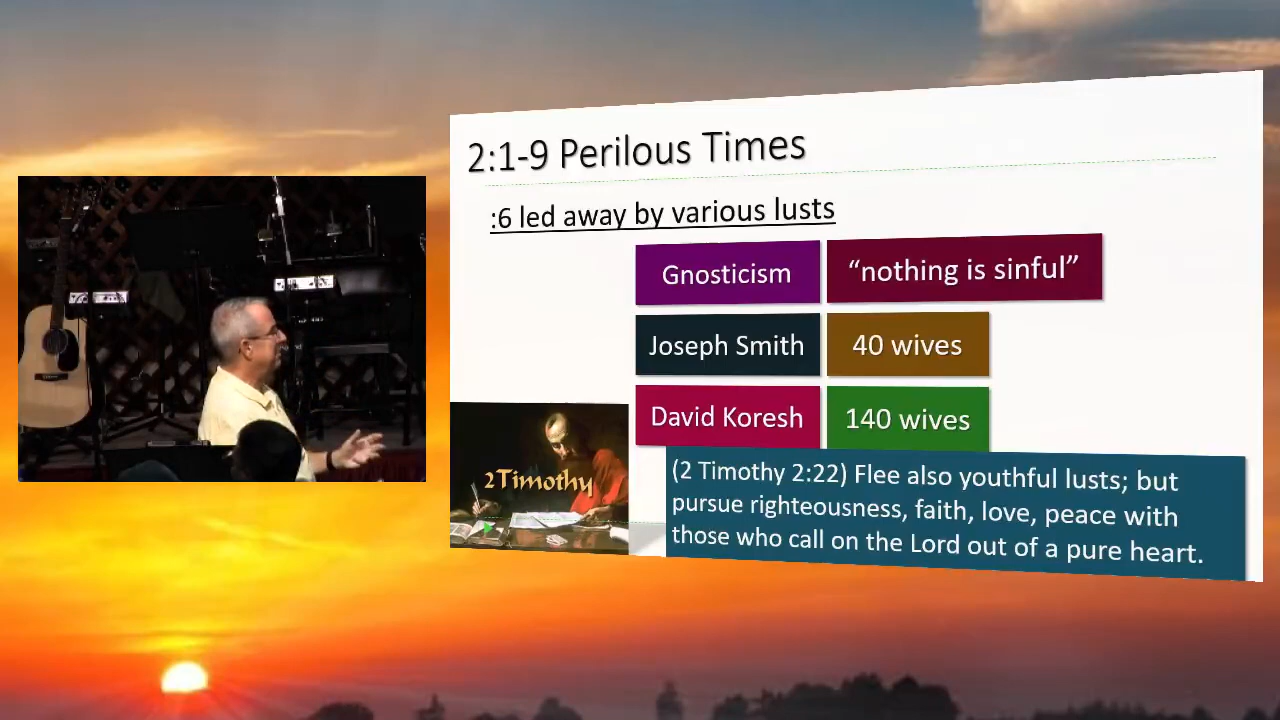 2:1-9 Perilous Times
:6 led away by various lusts
Gnosticism
“nothing is sinful”
Joseph Smith
40 wives
David Koresh
140 wives
2Timothy
(2 Timothy 2:22) Flee also youthful lusts; but
pursue righteousness, faith, love, peace with
those who call on the Lord out of a pure heart.